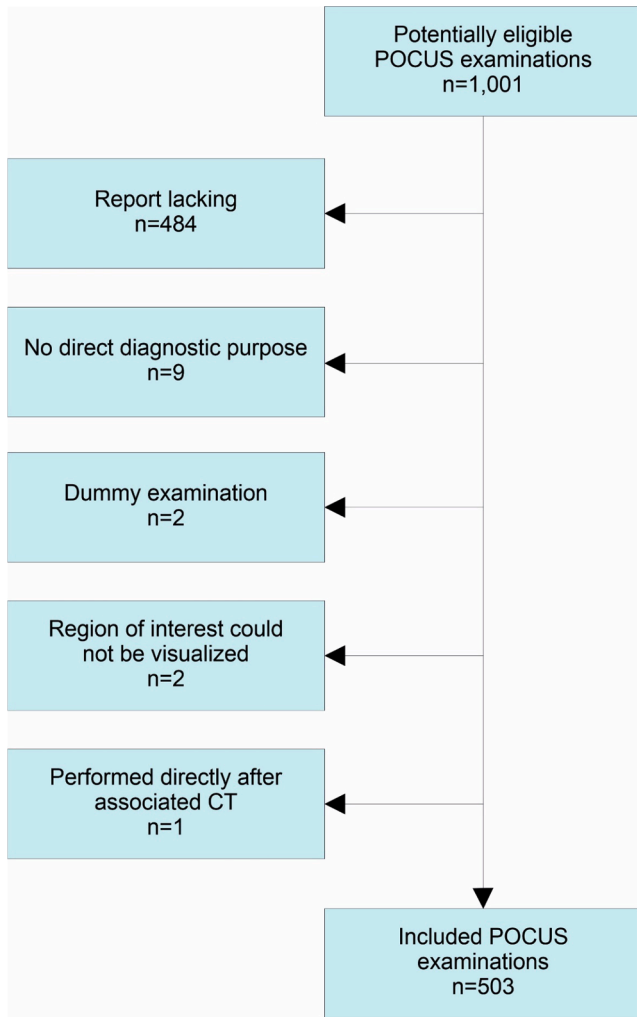 Potentially eligible
POCUS examinations
n=1,001
Report lacking
n=484
No direct diagnostic purpose
n=9
Dummy examination
n=2
Region of interest could
not be visualized
n=2
Performed directly after
associated CT
n=1
Included POCUS
examinations
n=503